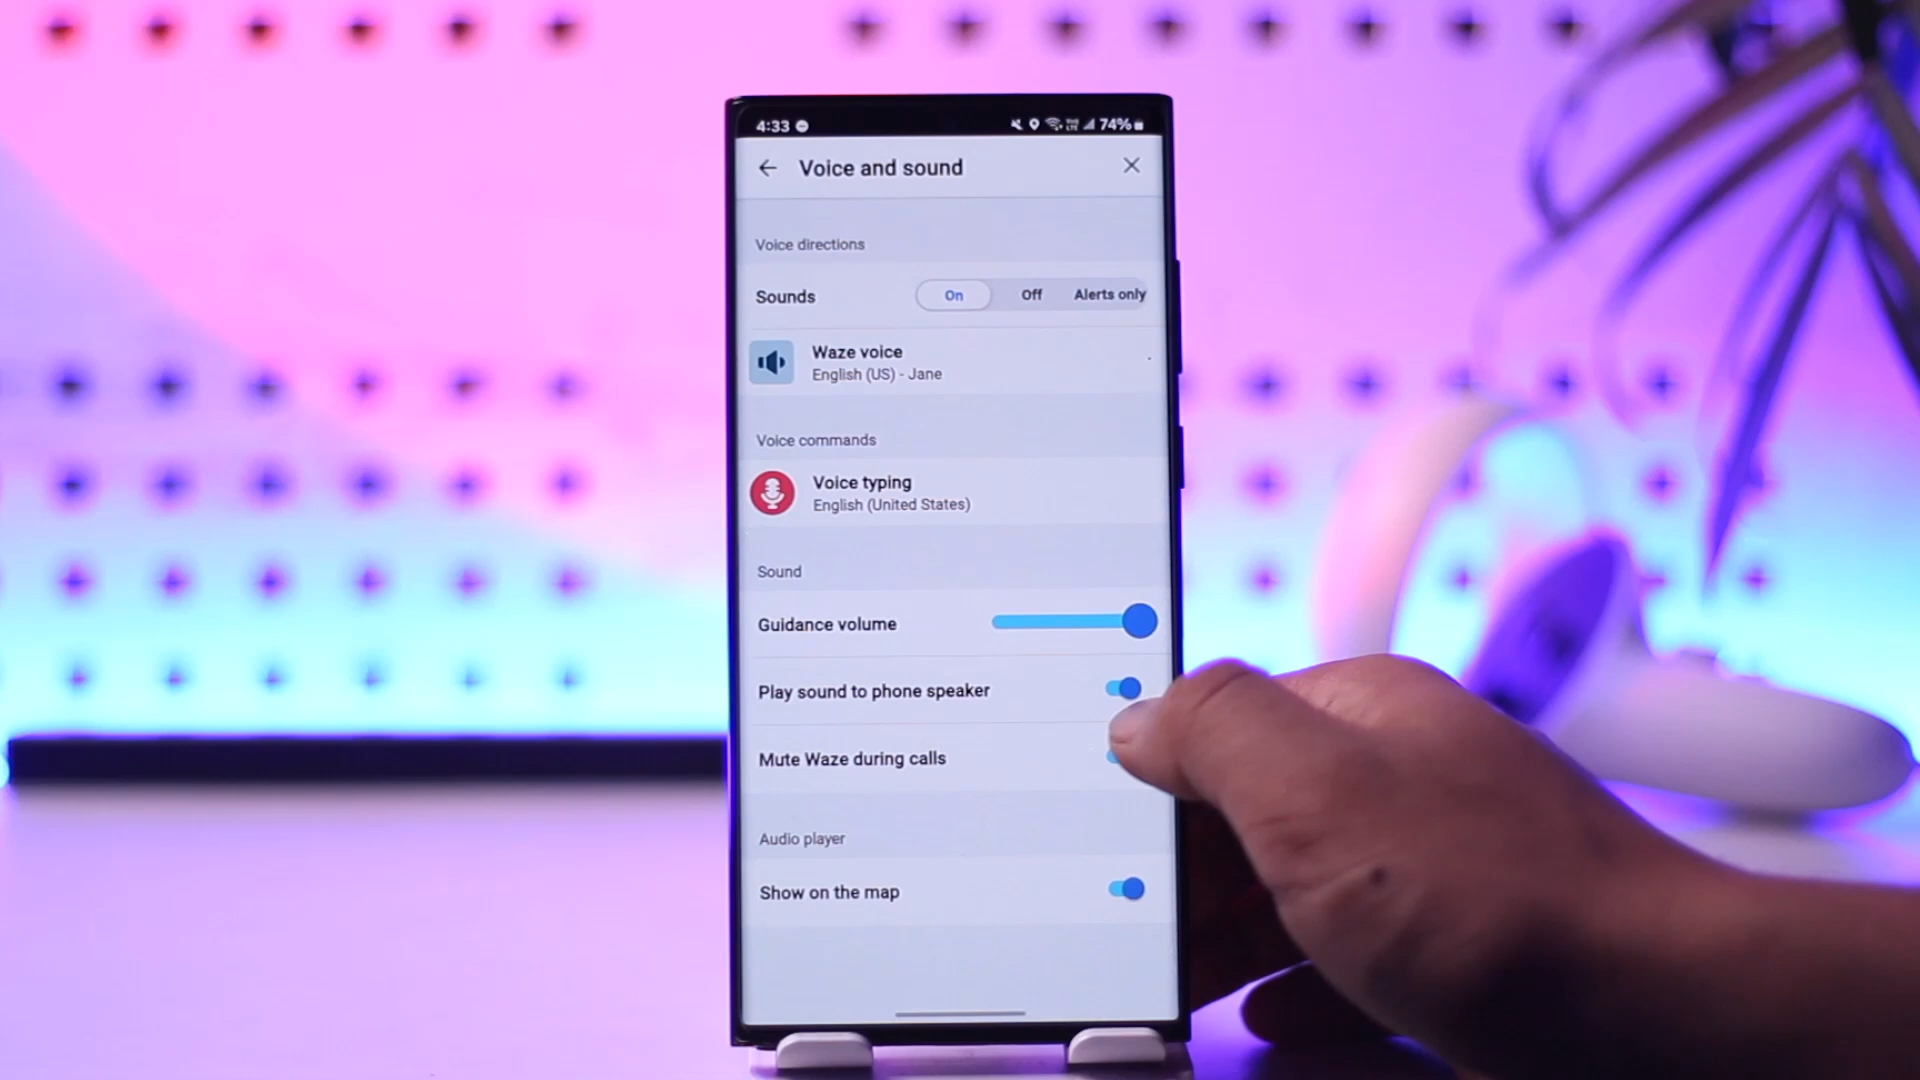 4:33
74%
Voice and sound
Voice directions
Sounds
On
Off
Alerts only
Waze voice
English (US) - Jane
Voice commands
Voice typing
English (United States)
Sound
Guidance volume
Play sound to phone speaker
Mute Waze during calls
Audio player
Show on the map